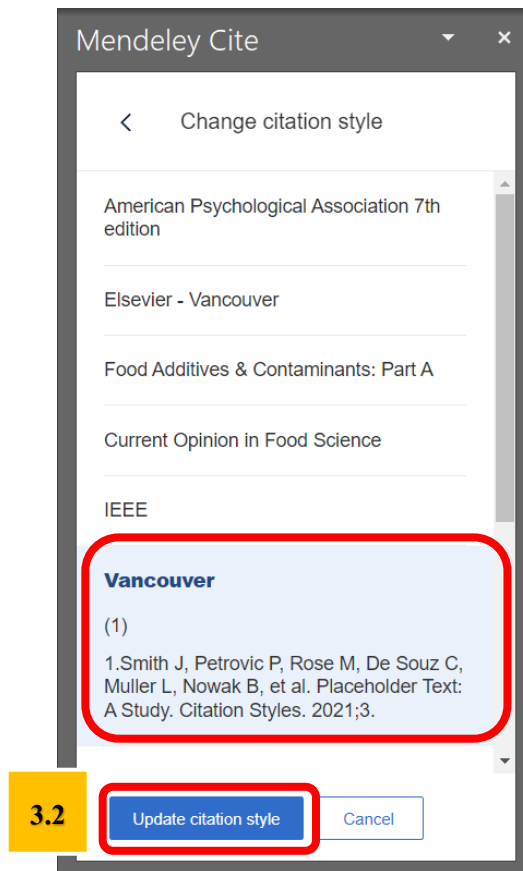 Mendeley Cite
Change citation style
American Psychological Association 7th
edition
Elsevier - Vancouver
Food Additives & Contaminants: Part A
Current Opinion in Food Science
IEEE
Vancouver
(1)
1.Smith J, Petrovic P, Rose M, De Souz C,
Muller L, Nowak B, et al. Placeholder Text:
A Study. Citation Styles. 2021;3.
3.2
Update citation style
Cancel